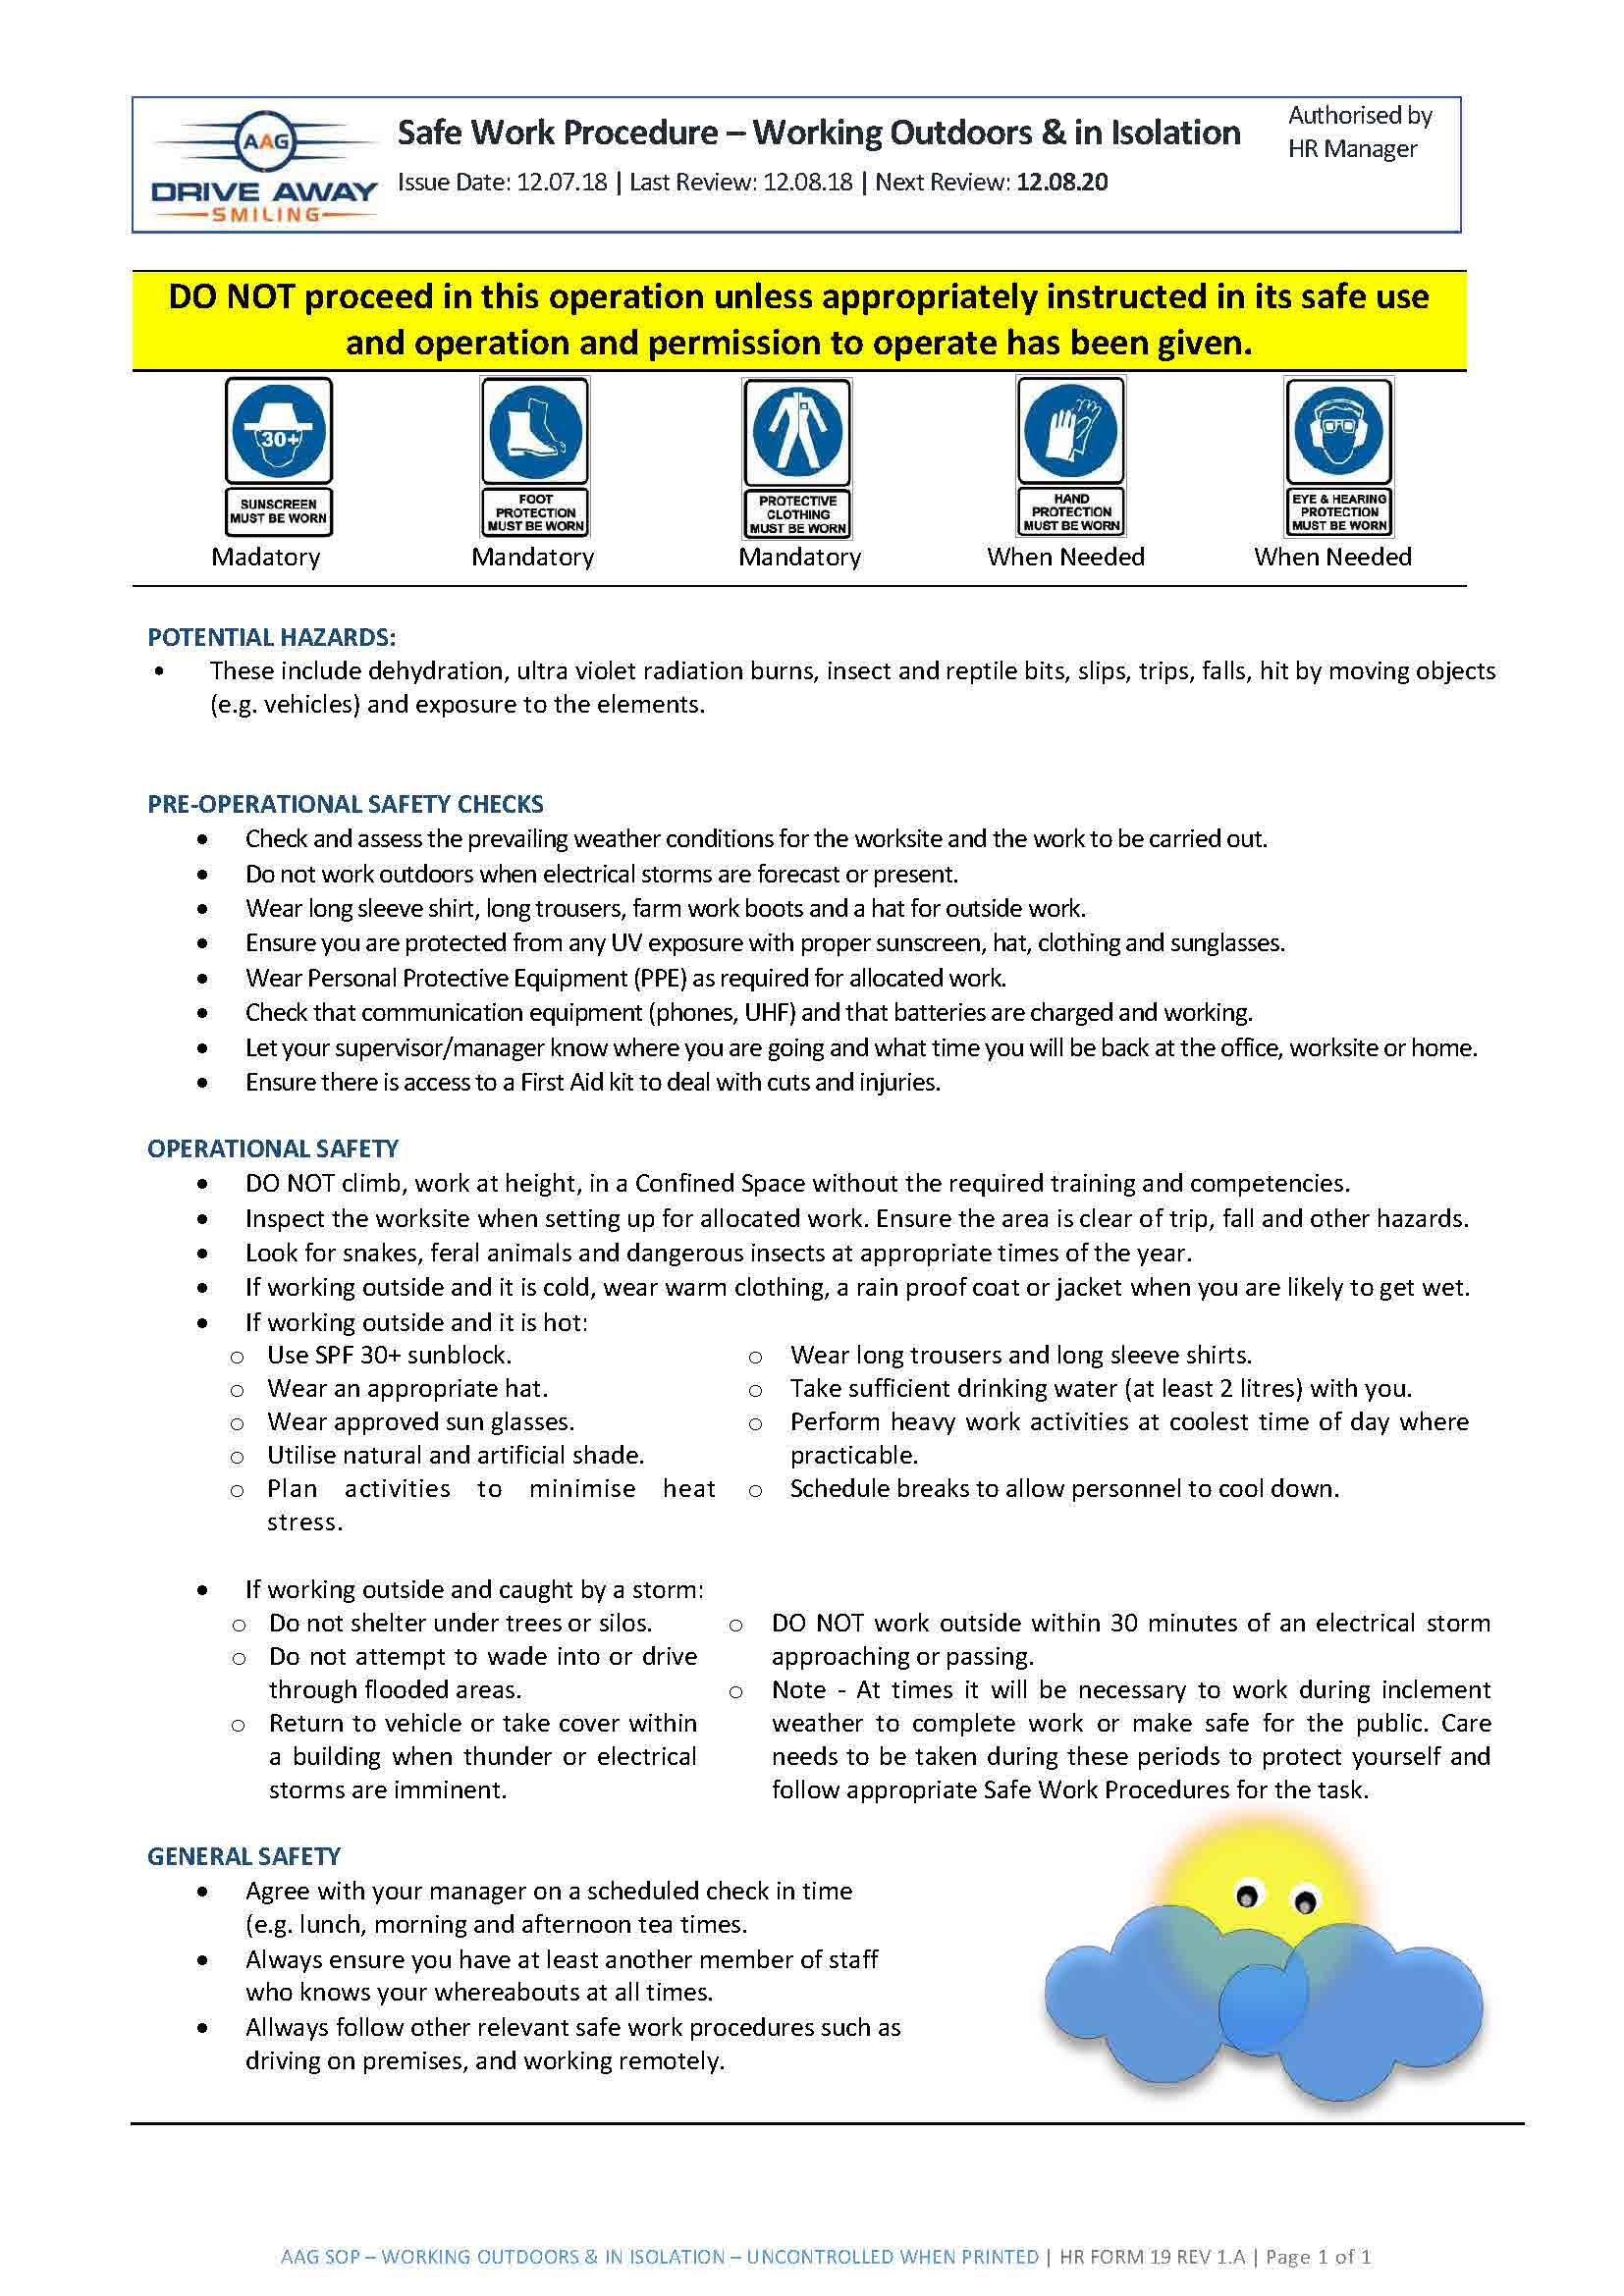 AAG
DRIVE AWAY
SMILING
Safe Work Procedure – Working Outdoors & in Isolation
Issue Date: 12.07.18 | Last Review: 12.08.18 | Next Review: 12.08.20
Authorised by
HR Manager
DO NOT proceed in this operation unless appropriately instructed in its safe use
and operation and permission to operate has been given.
30+
SUNSCREEN
MUST BE WORN
Madatory
FOOT
PROTECTION
MUST BE WORN
Mandatory
PROTECTIVE
CLOTHING
MUST BE WORN
Mandatory
HAND
PROTECTION
MUST BE WORN
When Needed
EYE & HEARING
PROTECTION
MUST BE WORN
When Needed
POTENTIAL HAZARDS:
• These include dehydration, ultra violet radiation burns, insect and reptile bits, slips, trips, falls, hit by moving objects
(e.g. vehicles) and exposure to the elements.
PRE-OPERATIONAL SAFETY CHECKS
• Check and assess the prevailing weather conditions for the worksite and the work to be carried out.
• Do not work outdoors when electrical storms are forecast or present.
• Wear long sleeve shirt, long trousers, farm work boots and a hat for outside work.
• Ensure you are protected from any UV exposure with proper sunscreen, hat, clothing and sunglasses.
• Wear Personal Protective Equipment (PPE) as required for allocated work.
• Check that communication equipment (phones, UHF) and that batteries are charged and working.
• Let your supervisor/manager know where you are going and what time you will be back at the office, worksite or home.
• Ensure there is access to a First Aid kit to deal with cuts and injuries.
OPERATIONAL SAFETY
• DO NOT climb, work at height, in a Confined Space without the required training and competencies.
• Inspect the worksite when setting up for allocated work. Ensure the area is clear of trip, fall and other hazards.
• Look for snakes, feral animals and dangerous insects at appropriate times of the year.
• If working outside and it is cold, wear warm clothing, a rain proof coat or jacket when you are likely to get wet.
• If working outside and it is hot:
○ Use SPF 30+ sunblock.
○ Wear an appropriate hat.
○ Wear approved sun glasses.
○ Utilise natural and artificial shade.
○ Plan activities to minimise heat
stress.
○ Wear long trousers and long sleeve shirts.
○ Take sufficient drinking water (at least 2 litres) with you.
○ Perform heavy work activities at coolest time of day where
practicable.
○ Schedule breaks to allow personnel to cool down.
• If working outside and caught by a storm:
○ Do not shelter under trees or silos.
○ Do not attempt to wade into or drive
through flooded areas.
○ Return to vehicle or take cover within
a building when thunder or electrical
storms are imminent.
○ DO NOT work outside within 30 minutes of an electrical storm
approaching or passing.
○ Note - At times it will be necessary to work during inclement
weather to complete work or make safe for the public. Care
needs to be taken during these periods to protect yourself and
follow appropriate Safe Work Procedures for the task.
GENERAL SAFETY
• Agree with your manager on a scheduled check in time
(e.g. lunch, morning and afternoon tea times.
• Always ensure you have at least another member of staff
who knows your whereabouts at all times.
• Allways follow other relevant safe work procedures such as
driving on premises, and working remotely.
AAG SOP – WORKING OUTDOORS & IN ISOLATION – UNCONTROLLED WHEN PRINTED | HR FORM 19 REV 1.A | Page 1 of 1